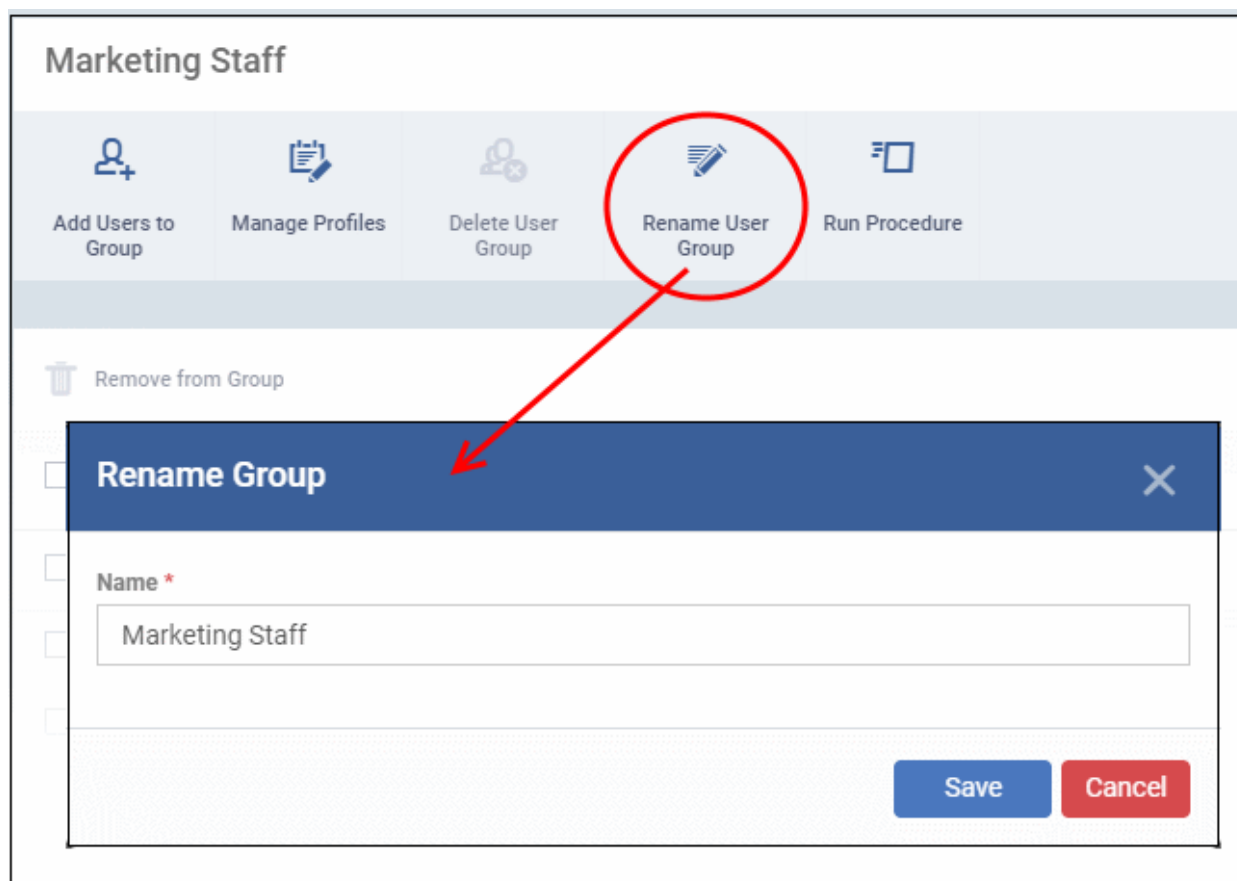 Marketing Staff
Add Users to
Group
Manage Profiles
Delete User
Group
Rename User
Group
Run Procedure
Remove from Group
Rename Group
Name *
Marketing Staff
Save
Cancel